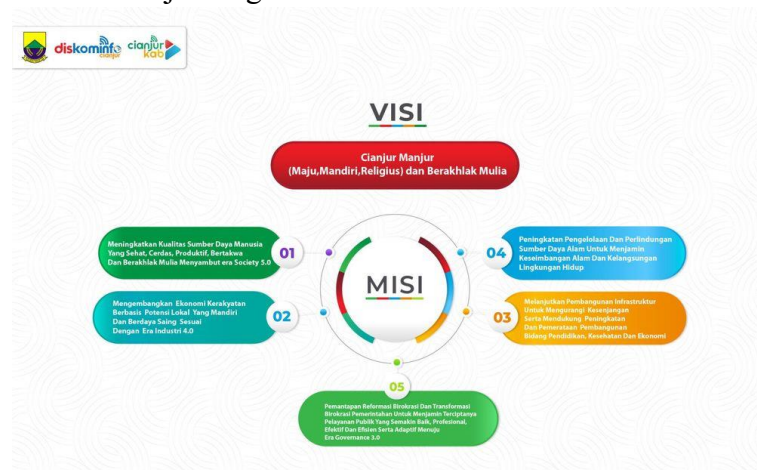 diskominfo
cianjur
cianjur
kab
VISI
Cianjur Manjur
(Maju,Mandiri,Religius) dan Berakhlak Mulia
Meningkatkan Kualitas Sumber Daya Manusia
Yang Sehat, Cerdas, Produktif, Bertakwa
Dan Berakhlak Mulia Menyambut era Society 5.0
01
Mengembangkan Ekonomi Kerakyatan
Berbasis Potensi Lokal Yang Mandiri
Dan Berdaya Saing Sesuai
Dengan Era Industri 4.0
02
MISI
04
Peningkatan Pengelolaan Dan Perlindungan
Sumber Daya Alam Untuk Menjamin
Keseimbangan Alam Dan Kelangsungan
Lingkungan Hidup
03
Melanjutkan Pembangunan Infrastruktur
Untuk Mengurangi Kesenjangan
Serta Mendukung Peningkatan
Dan Pemerataan Pembangunan
Bidang Pendidikan, Kesehatan Dan Ekonomi
05
Pemantapan Reformasi Birokrasi Dan Transformasi
Birokrasi Pemerintahan Untuk Menjamin Terciptanya
Pelayanan Publik Yang Semakin Baik, Profesional,
Efektif Dan Efisien Serta Adaptif Menuju
Era Governance 3.0